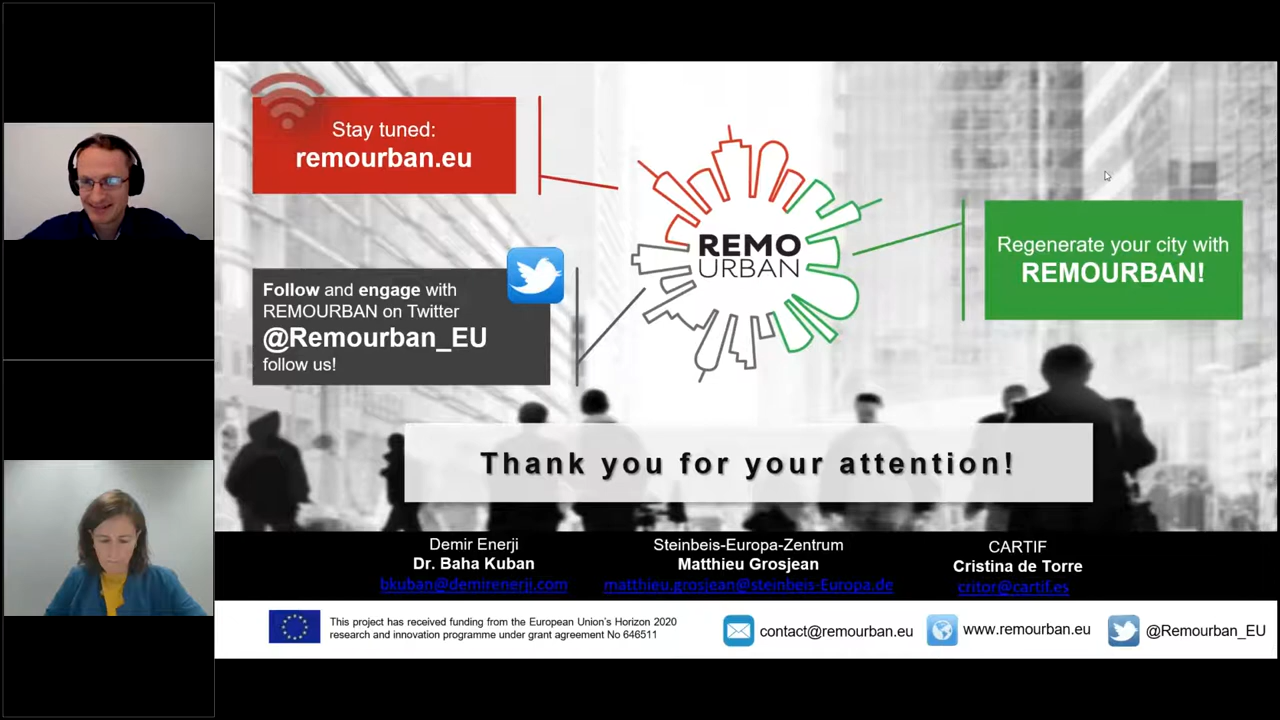 Stay tuned:
remourban.eu
Follow and engage with
REMOURBAN on Twitter
@Remourban_EU
follow us!
REMO
URBAN
Regenerate your city with
REMOURBAN!
Thank you for your attention!
Demir Enerji
Dr. Baha Kuban
bkuban@demirenerji.com
Steinbeis-Europa-Zentrum
Matthieu Grosjean
matthieu.grosjean@steinbeis-Europa.de
CARTIF
Cristina de Torre
critor@cartif.es
This project has received funding from the European Union's Horizon 2020
research and innovation programme under grant agreement No 646511
contact@remourban.eu
www.remourban.eu
@Remourban_EU